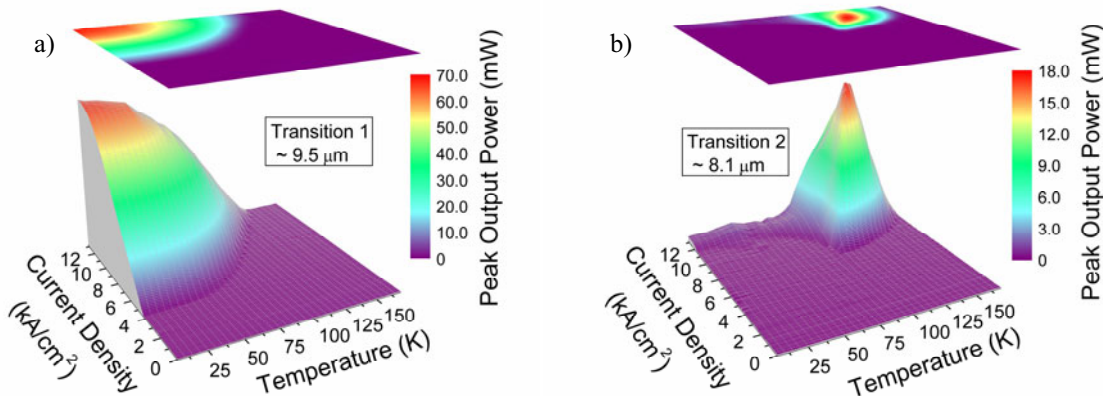 a)
Transition 1
~ 9.5 μm
70.0
60.0
50.0
40.0
30.0
20.0
10.0
0
Peak Output Power (mW)
12
10
8
6
4
2
0
Current Density
(kA/cm²)
25
50
75
100
125
150
Temperature (K)
b)
Transition 2
~ 8.1 μm
18.0
15.0
12.0
9.0
6.0
3.0
0
Peak Output Power (mW)
12
10
8
6
4
2
0
Current Density
(kA/cm²)
25
50
75
100
125
150
Temperature (K)